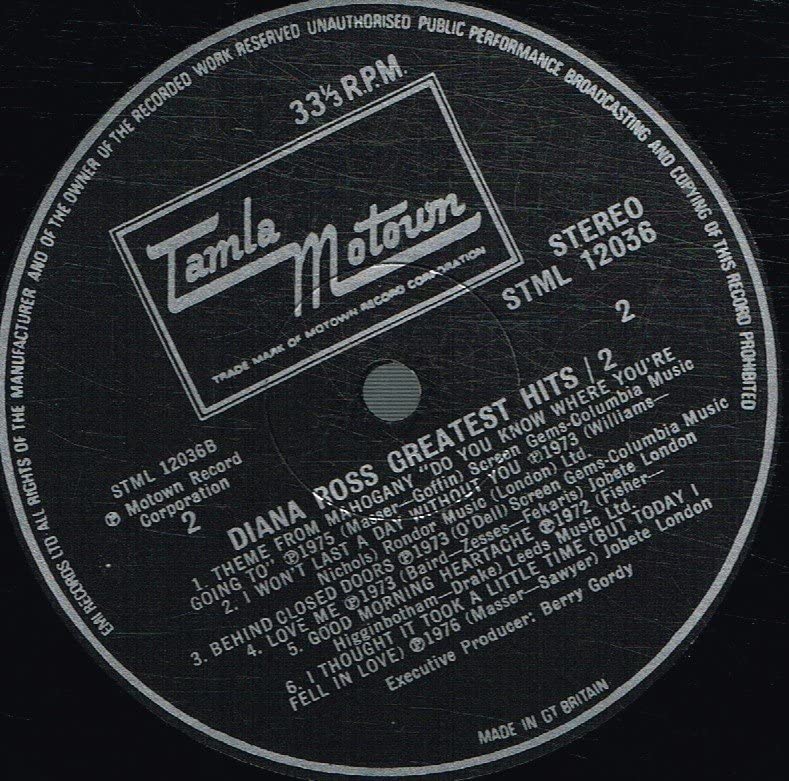 EMI RECORDS LTD ALL RIGHTS OF THE MANUFACTURER AND OF THE OWNER OF THE RECORDED WORK RESERVED UNAUTHORISED PUBLIC PERFORMANCE BROADCASTING AND COPYING OF THIS RECORD PROHIBITED
33⅓ R.P.M.
Tamla Motown
TRADE MARK OF MOTOWN RECORD CORPORATION
STEREO
STML 12036
2
STML 12036B
℗ Motown Record
Corporation
2
DIANA ROSS GREATEST HITS / 2
1. THEME FROM MAHOGANY "DO YOU KNOW WHERE YOU'RE
GOING TO" ℗1975 (Masser—Goffin) Screen Gems-Columbia Music
2. I WON'T LAST A DAY WITHOUT YOU ℗1973 (Williams—
Nichols) Rondor Music (London) Ltd.
3. BEHIND CLOSED DOORS ℗1973 (O'Dell) Screen Gems-Columbia Music
4. LOVE ME ℗1973 (Baird—Zesses—Fekaris) Jobete London
5. GOOD MORNING HEARTACHE ℗1972 (Fisher—
Higginbotham—Drake) Leeds Music Ltd.
6. I THOUGHT IT TOOK A LITTLE TIME (BUT TODAY I
FELL IN LOVE) ℗1976 (Masser—Sawyer) Jobete London
Executive Producer: Berry Gordy
MADE IN GT BRITAIN